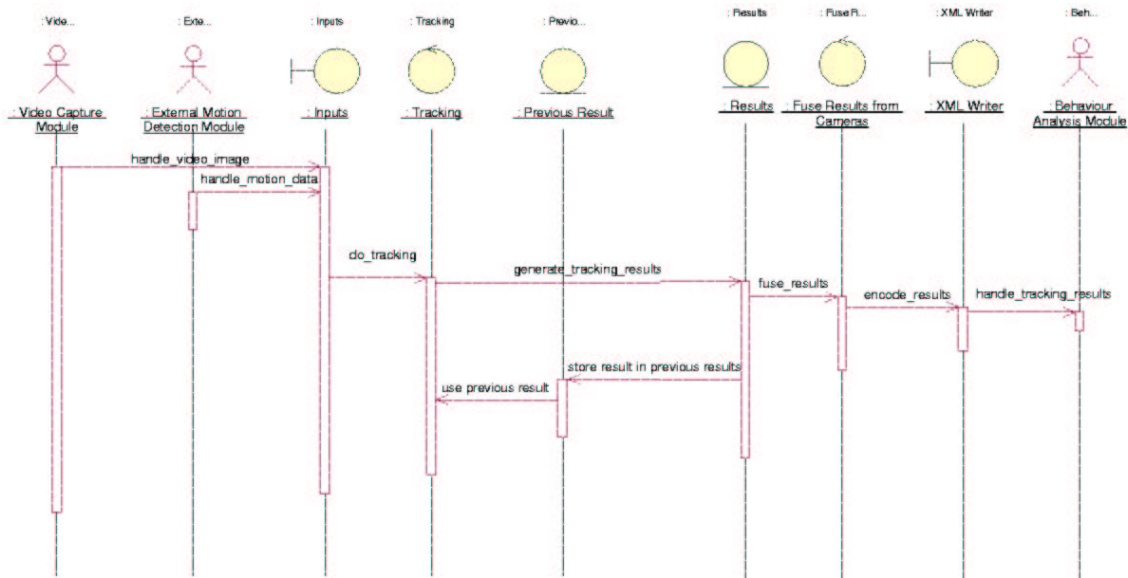 : Vide...
: Exte...
: Inputs
: Tracking
: Previo...
: Results
: Fuse R...
: XML Writer
: Beh...
: Video Capture
Module
: External Motion
Detection Module
: Inputs
: Tracking
: Previous Result
: Results
: Fuse Results from
Cameras
: XML Writer
: Behaviour
Analysis Module
handle_video_image
handle_motion_data
do_tracking
generate_tracking_results
fuse_results
encode_results
handle_tracking_results
store result in previous results
use previous result